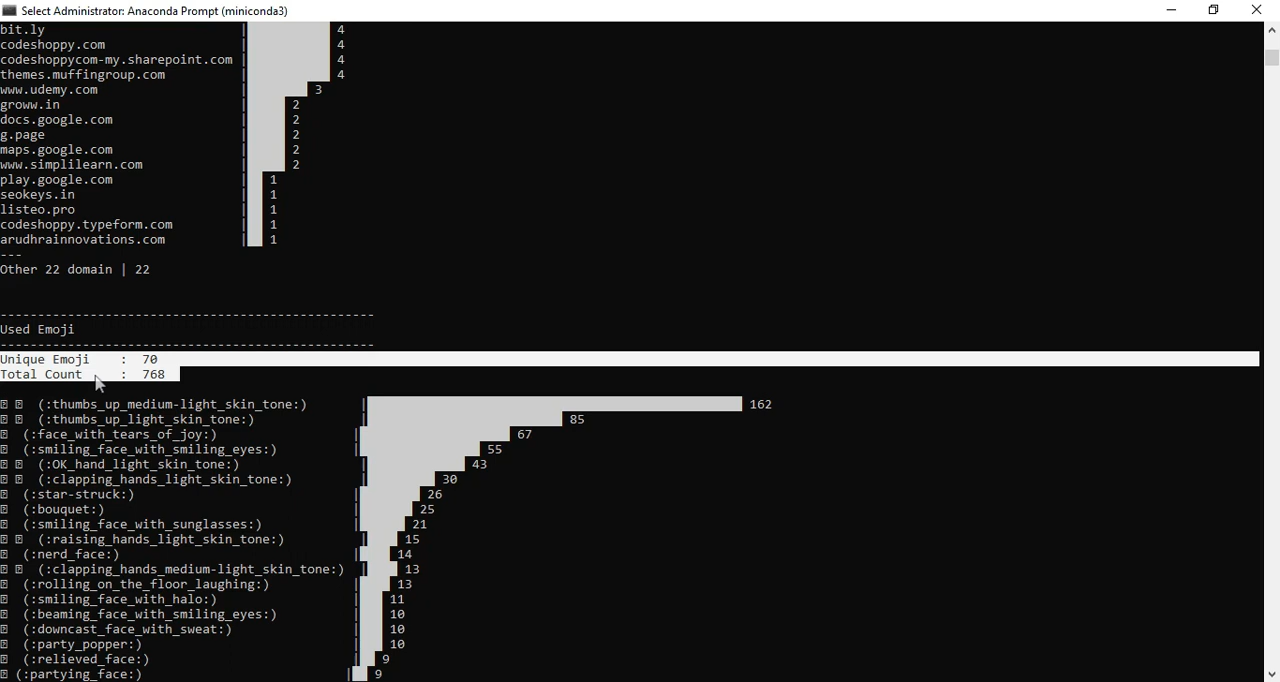 Select Administrator: Anaconda Prompt (miniconda3)
bit.ly | 4
codeshoppy.com | 4
codeshoppycom-my.sharepoint.com | 4
themes.muffingroup.com | 4
www.udemy.com | 3
groww.in | 2
docs.google.com | 2
g.page | 2
maps.google.com | 2
www.simplilearn.com | 2
play.google.com | 1
seokeys.in | 1
listeo.pro | 1
codeshoppy.typeform.com | 1
arudhrainnovations.com | 1
---
Other 22 domain | 22
--------------------------------------------------
Used Emoji
--------------------------------------------------
Unique Emoji : 70
Total Count : 768
(:thumbs_up_medium-light_skin_tone:) | 162
(:thumbs_up_light_skin_tone:) | 85
(:face_with_tears_of_joy:) | 67
(:smiling_face_with_smiling_eyes:) | 55
(:OK_hand_light_skin_tone:) | 43
(:clapping_hands_light_skin_tone:) | 30
(:star-struck:) | 26
(:bouquet:) | 25
(:smiling_face_with_sunglasses:) | 21
(:raising_hands_light_skin_tone:) | 15
(:nerd_face:) | 14
(:clapping_hands_medium-light_skin_tone:) | 13
(:rolling_on_the_floor_laughing:) | 13
(:smiling_face_with_halo:) | 11
(:beaming_face_with_smiling_eyes:) | 10
(:downcast_face_with_sweat:) | 10
(:party_popper:) | 10
(:relieved_face:) | 9
(:partying_face:) | 9